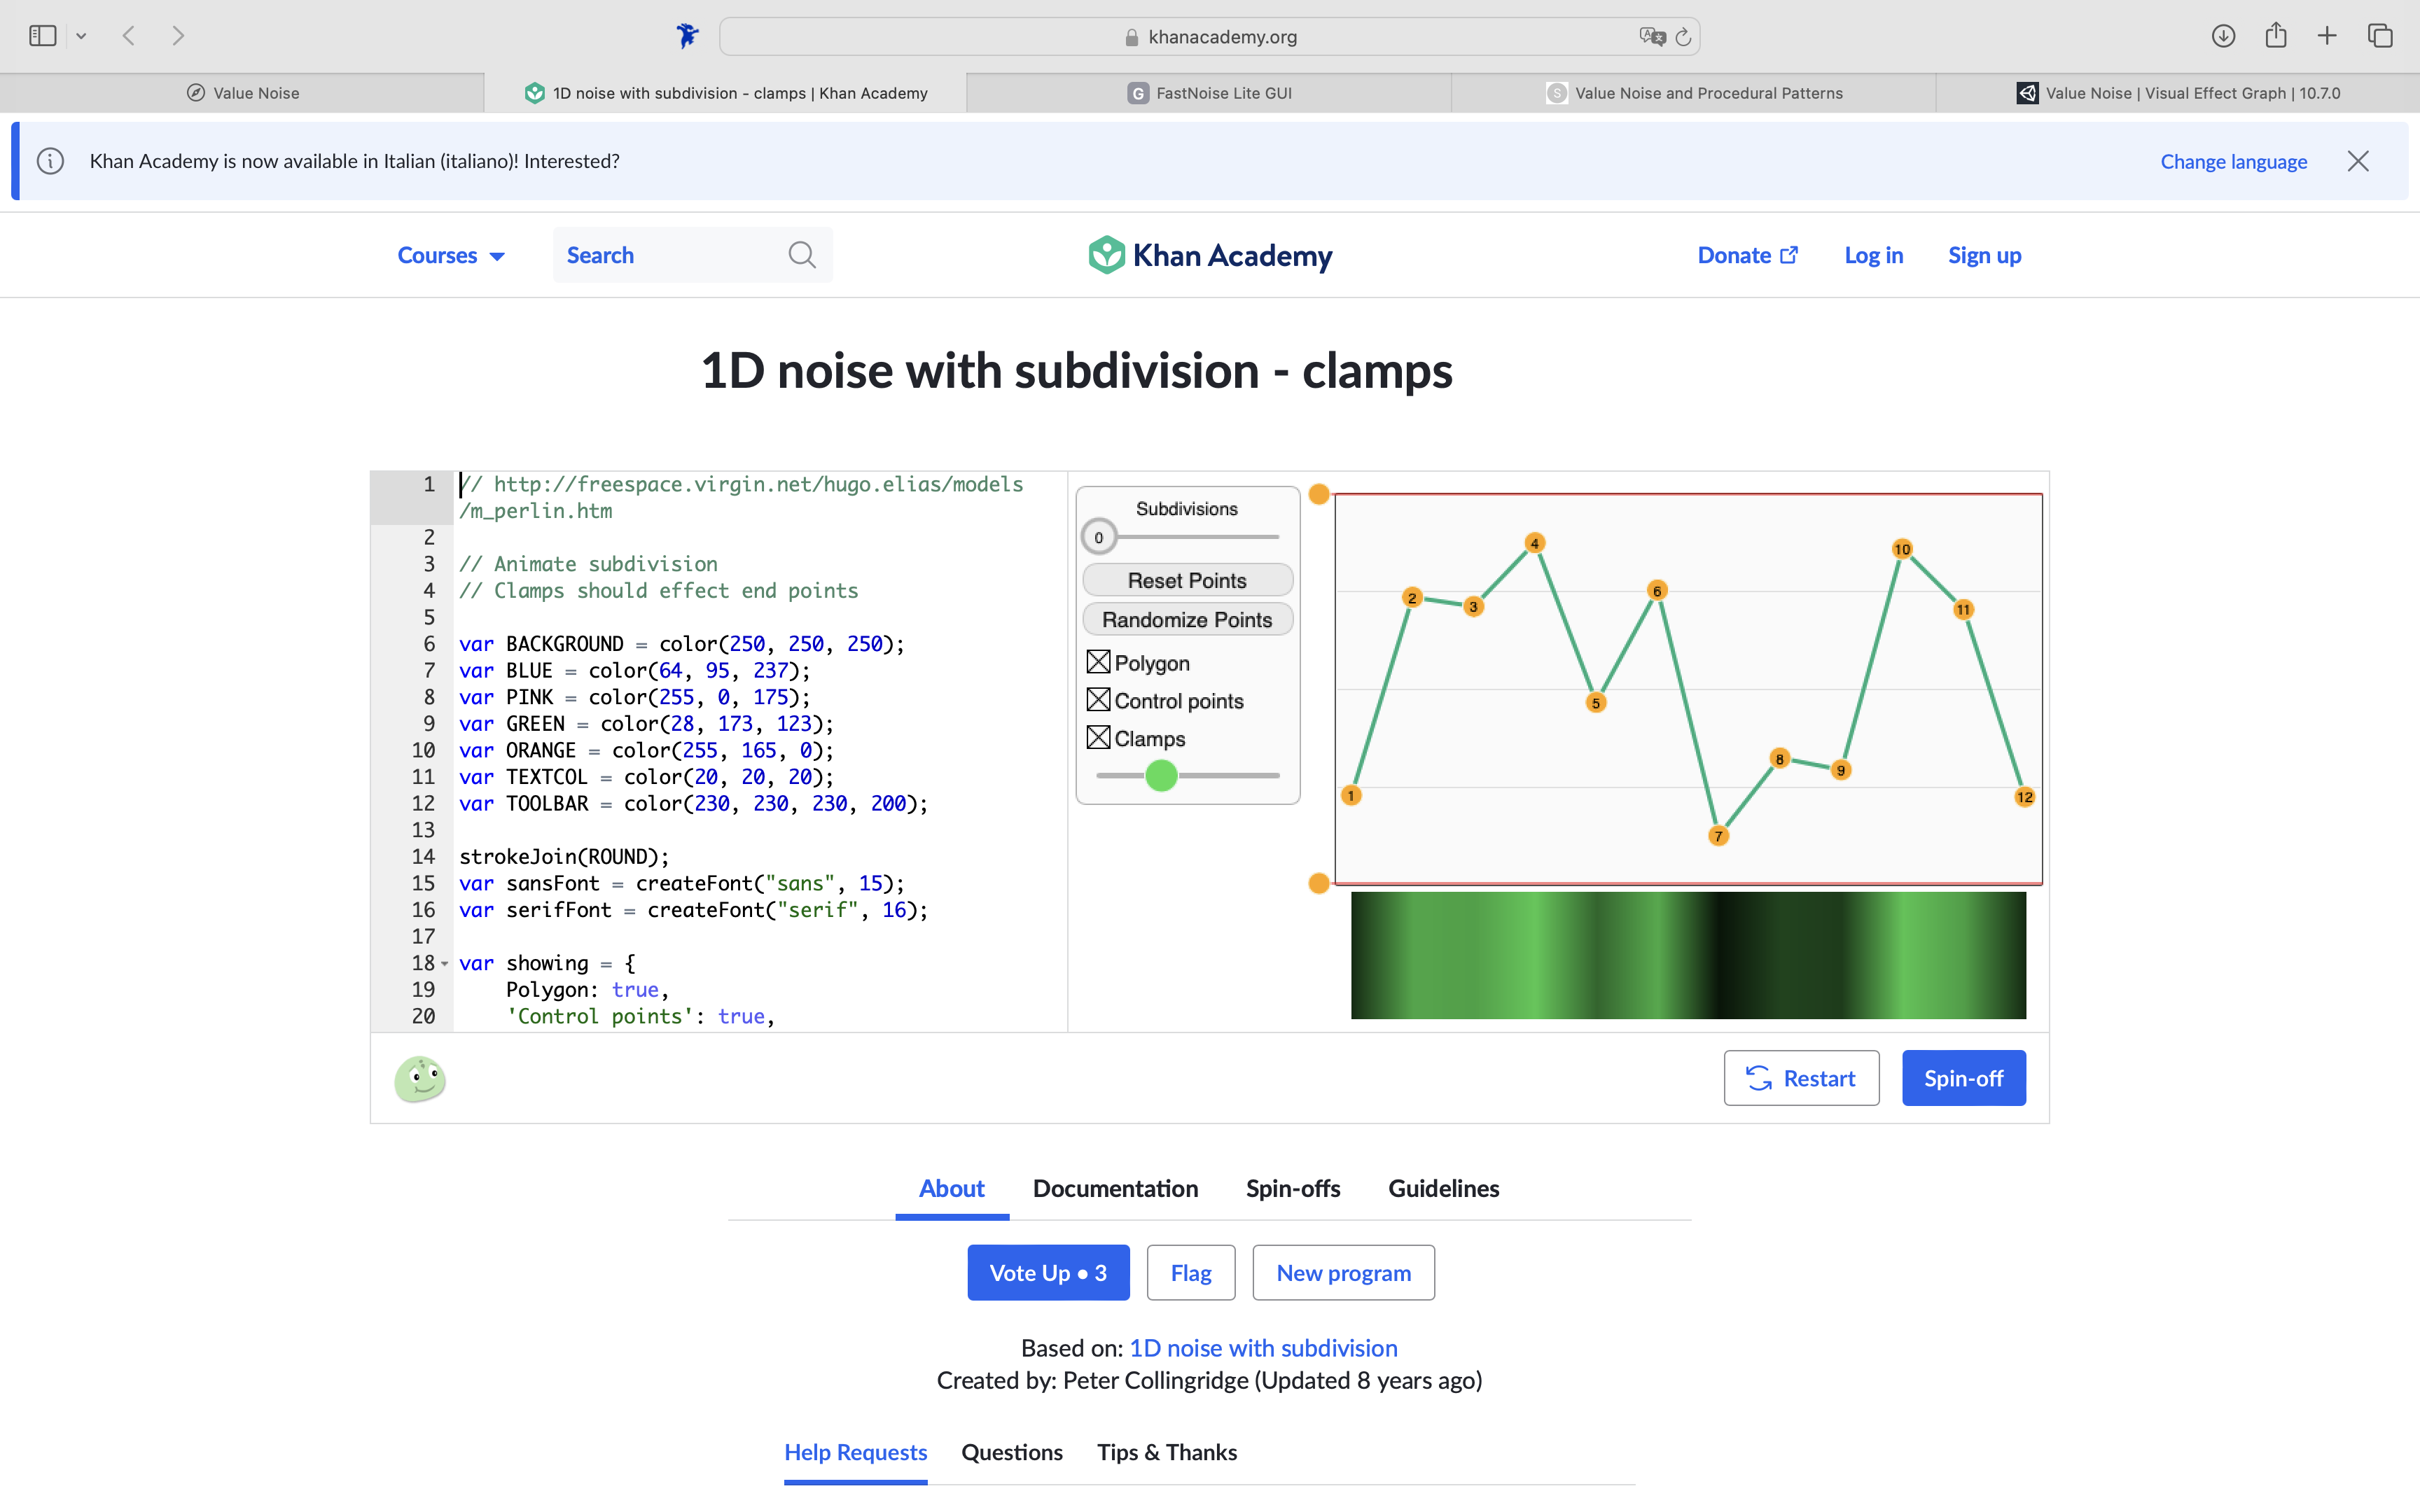 khanacademy.org
Value Noise
1D noise with subdivision - clamps | Khan Academy
G FastNoise Lite GUI
S Value Noise and Procedural Patterns
Value Noise | Visual Effect Graph | 10.7.0
Khan Academy is now available in Italian (italiano)! Interested?
Change language
Courses
Search
Khan Academy
Donate
Log in
Sign up
1D noise with subdivision - clamps
1 // http://freespace.virgin.net/hugo.elias/models
/m_perlin.htm
2
3 // Animate subdivision
4 // Clamps should effect end points
5
6 var BACKGROUND = color(250, 250, 250);
7 var BLUE = color(64, 95, 237);
8 var PINK = color(255, 0, 175);
9 var GREEN = color(28, 173, 123);
10 var ORANGE = color(255, 165, 0);
11 var TEXTCOL = color(20, 20, 20);
12 var TOOLBAR = color(230, 230, 230, 200);
13
14 strokeJoin(ROUND);
15 var sansFont = createFont("sans", 15);
16 var serifFont = createFont("serif", 16);
17
18 var showing = {
19 Polygon: true,
20 'Control points': true,
Subdivisions
0
Reset Points
Randomize Points
Polygon
Control points
Clamps
1
2
3
4
5
6
7
8
9
10
11
12
Restart
Spin-off
About
Documentation
Spin-offs
Guidelines
Vote Up • 3
Flag
New program
Based on: 1D noise with subdivision
Created by: Peter Collingridge (Updated 8 years ago)
Help Requests
Questions
Tips & Thanks